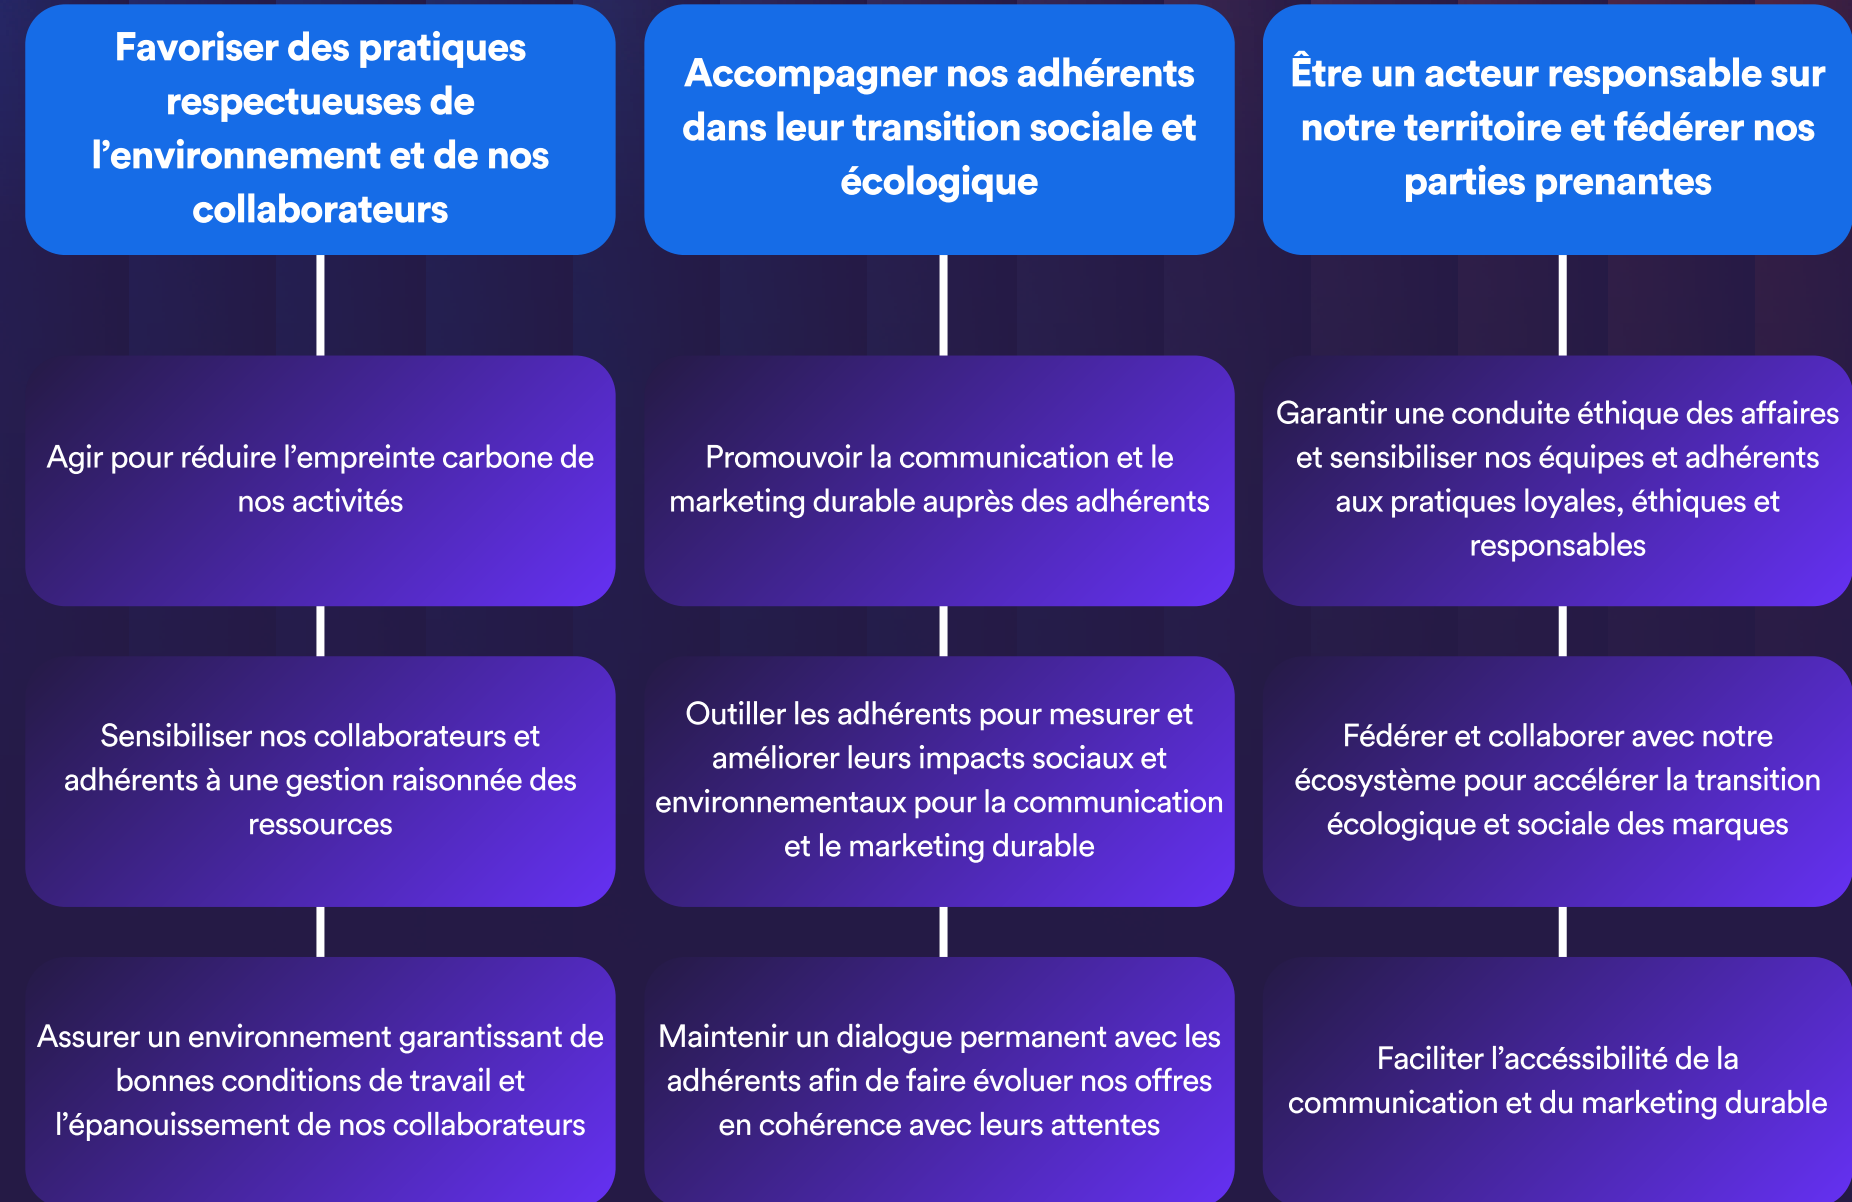 Favoriser des pratiques
respectueuses de
l’environnement et de nos
collaborateurs
Agir pour réduire l’empreinte carbone de
nos activités
Sensibiliser nos collaborateurs et
adhérents à une gestion raisonnée des
ressources
Assurer un environnement garantissant de
bonnes conditions de travail et
l’épanouissement de nos collaborateurs
Accompagner nos adhérents
dans leur transition sociale et
écologique
Promouvoir la communication et le
marketing durable auprès des adhérents
Outiller les adhérents pour mesurer et
améliorer leurs impacts sociaux et
environnementaux pour la communication
et le marketing durable
Maintenir un dialogue permanent avec les
adhérents afin de faire évoluer nos offres
en cohérence avec leurs attentes
Être un acteur responsable sur
notre territoire et fédérer nos
parties prenantes
Garantir une conduite éthique des affaires
et sensibiliser nos équipes et adhérents
aux pratiques loyales, éthiques et
responsables
Fédérer et collaborer avec notre
écosystème pour accélérer la transition
écologique et sociale des marques
Faciliter l’accéssibilité de la
communication et du marketing durable